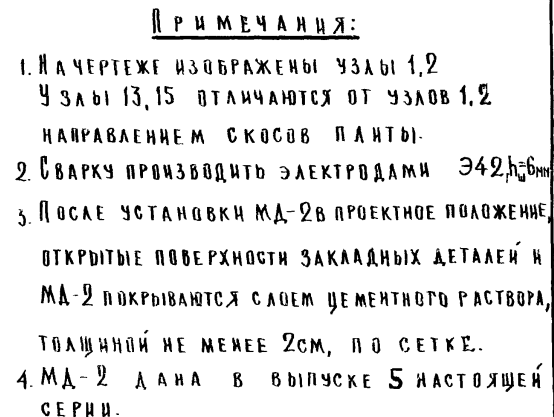 ПРИМЕЧАНИЯ:
1. НА ЧЕРТЕЖЕ ИЗОБРАЖЕНЫ УЗЛЫ 1,2
УЗЛЫ 13,15 ОТЛИЧАЮТСЯ ОТ УЗЛОВ 1,2
НАПРАВЛЕНИЕМ СКОСОВ ПЛИТЫ.
2. СВАРКУ ПРОИЗВОДИТЬ ЭЛЕКТРОДАМИ Э42, hш=6мм
3. ПОСЛЕ УСТАНОВКИ МД-2 В ПРОЕКТНОЕ ПОЛОЖЕНИЕ,
ОТКРЫТЫЕ ПОВЕРХНОСТИ ЗАКЛАДНЫХ ДЕТАЛЕЙ И
МД-2 ПОКРЫВАЮТСЯ СЛОЕМ ЦЕМЕНТНОГО РАСТВОРА,
ТОЛЩИНОЙ НЕ МЕНЕЕ 2СМ, ПО СЕТКЕ.
4. МД-2 ДАНА В ВЫПУСКЕ 5 НАСТОЯЩЕЙ
СЕРИИ.